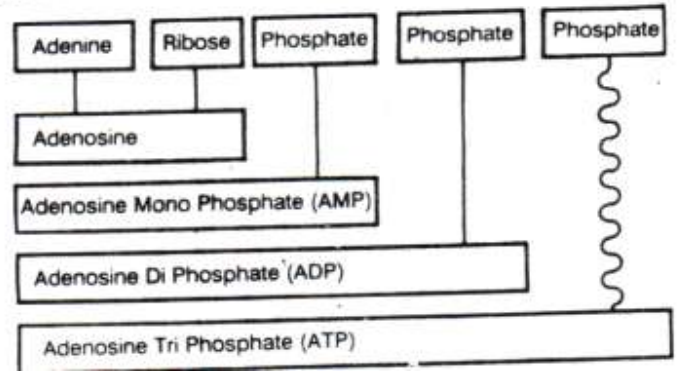 Adenine Ribose Phosphate Phosphate Phosphate
Adenosine
Adenosine Mono Phosphate (AMP)
Adenosine Di Phosphate (ADP)
Adenosine Tri Phosphate (ATP)